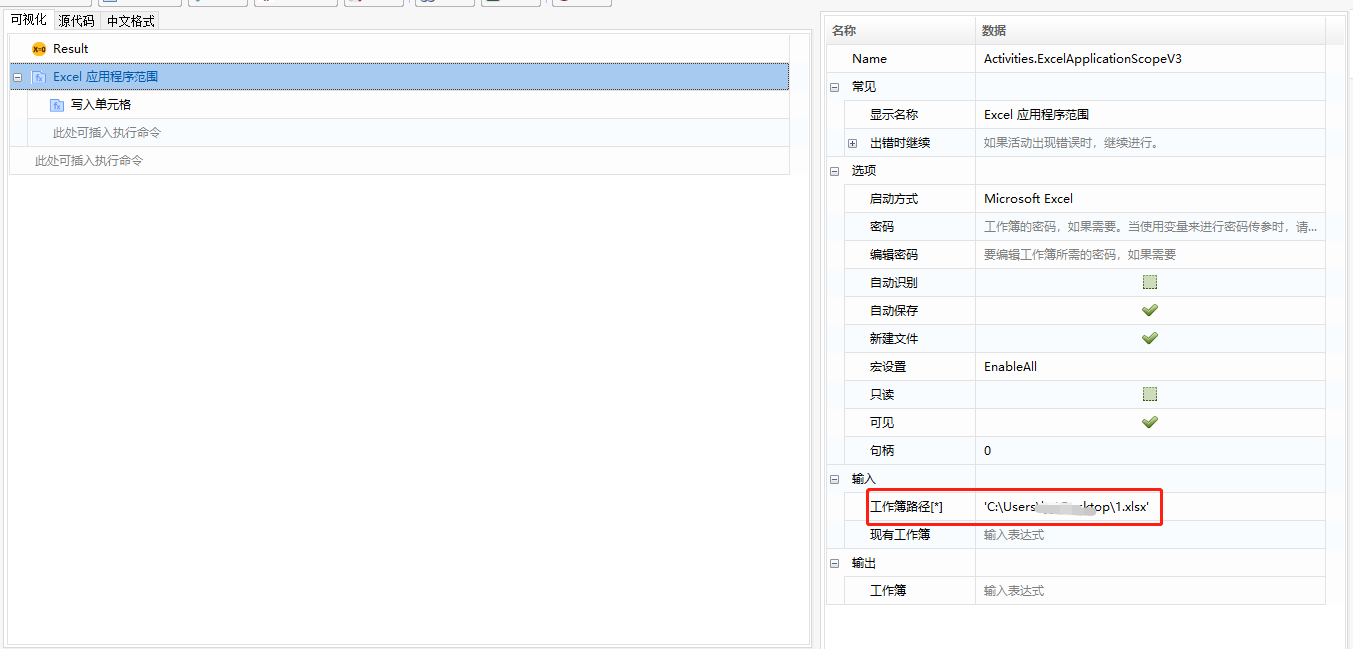 可视化 源代码 中文格式
Result
Excel 应用程序范围
写入单元格
此处可插入执行命令
此处可插入执行命令
名称 数据
Name Activities.ExcelApplicationScopeV3
常见
显示名称 Excel 应用程序范围
出错时继续 如果活动出现错误时，继续进行。
选项
启动方式 Microsoft Excel
密码 工作簿的密码，如果需要。当使用变量来进行密码传参时，请...
编辑密码 要编辑工作簿所需的密码，如果需要
自动识别
自动保存
新建文件
宏设置 EnableAll
只读
可见
句柄 0
输入
工作簿路径[*] 'C:\Users\ ktop\1.xlsx'
现有工作簿 输入表达式
输出
工作簿 输入表达式